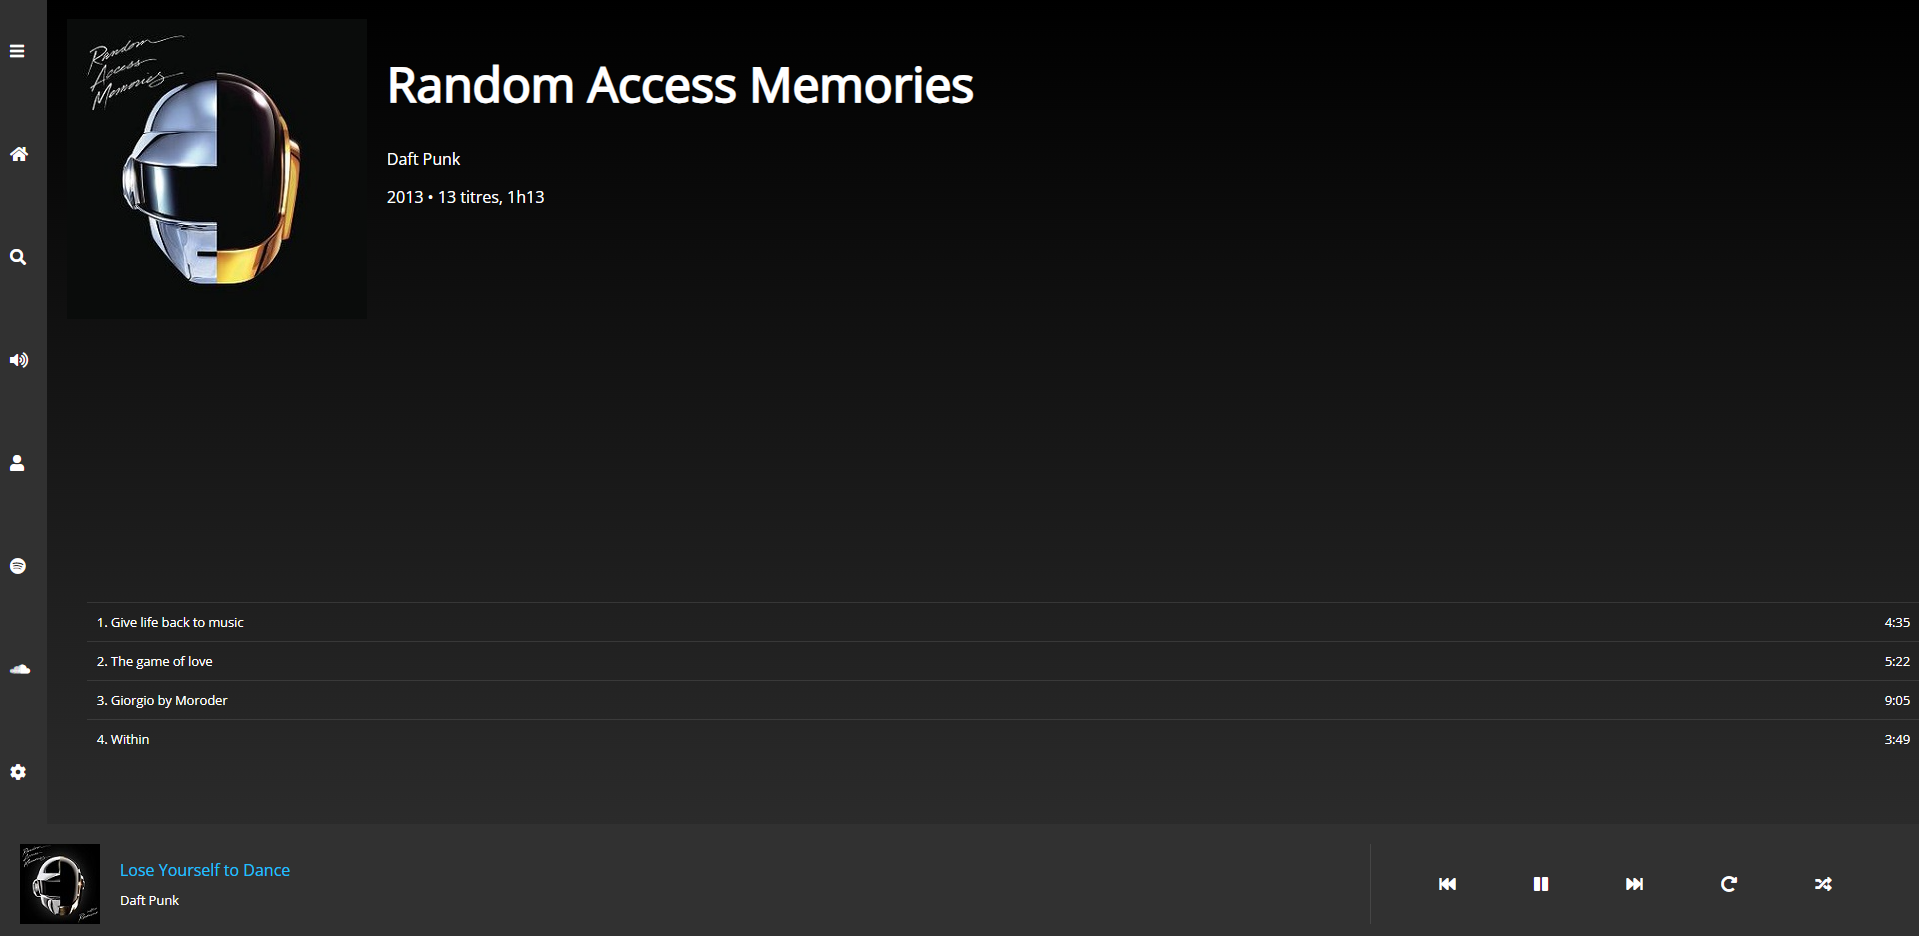 Random
Access
Memories
Random Access Memories
Daft Punk
2013 • 13 titres, 1h13
1. Give life back to music 4:35
2. The game of love 5:22
3. Giorgio by Moroder 9:05
4. Within 3:49
Lose Yourself to Dance
Daft Punk